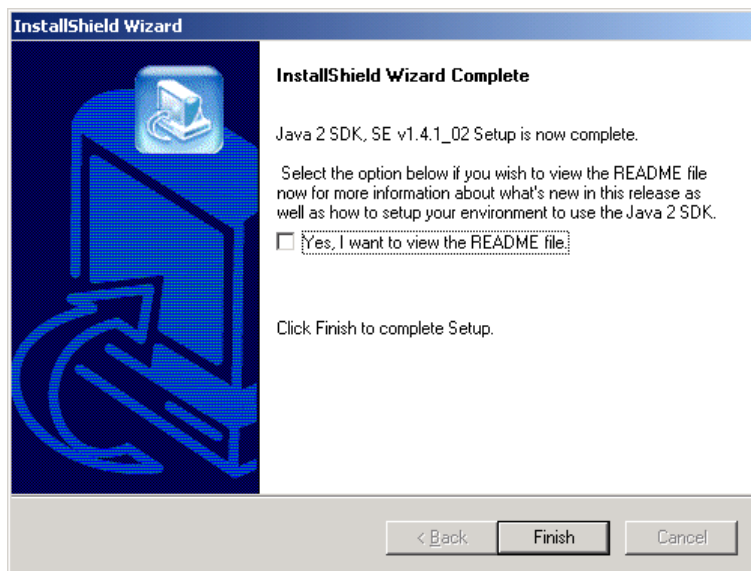 InstallShield Wizard
InstallShield Wizard Complete
Java 2 SDK, SE v1.4.1_02 Setup is now complete.
Select the option below if you wish to view the README file
now for more information about what's new in this release as
well as how to setup your environment to use the Java 2 SDK.
Yes, I want to view the README file.
Click Finish to complete Setup.
< Back Finish Cancel